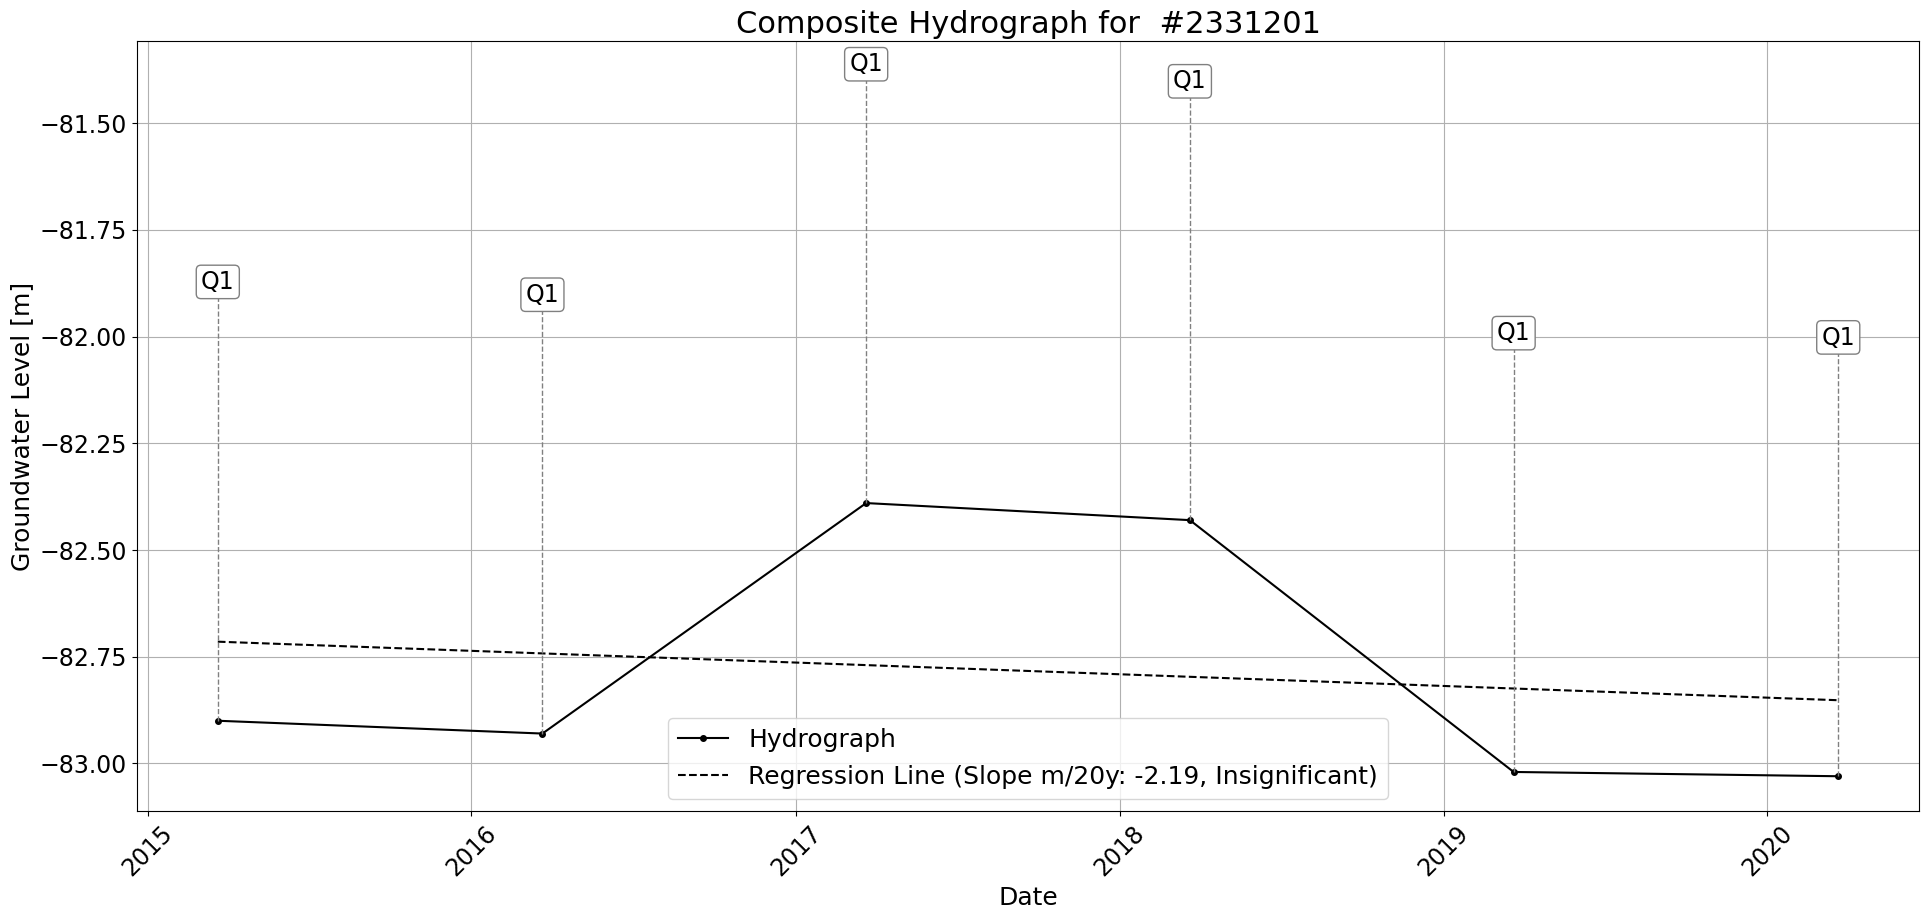 Composite Hydrograph for  #2331201
Q1
Q1
Q1
Q1
Q1
Q1
Groundwater Level [m]
−81.50
−81.75
−82.00
−82.25
−82.50
−82.75
−83.00
Hydrograph
Regression Line (Slope m/20y: -2.19, Insignificant)
2015
2016
2017
2018
2019
2020
Date